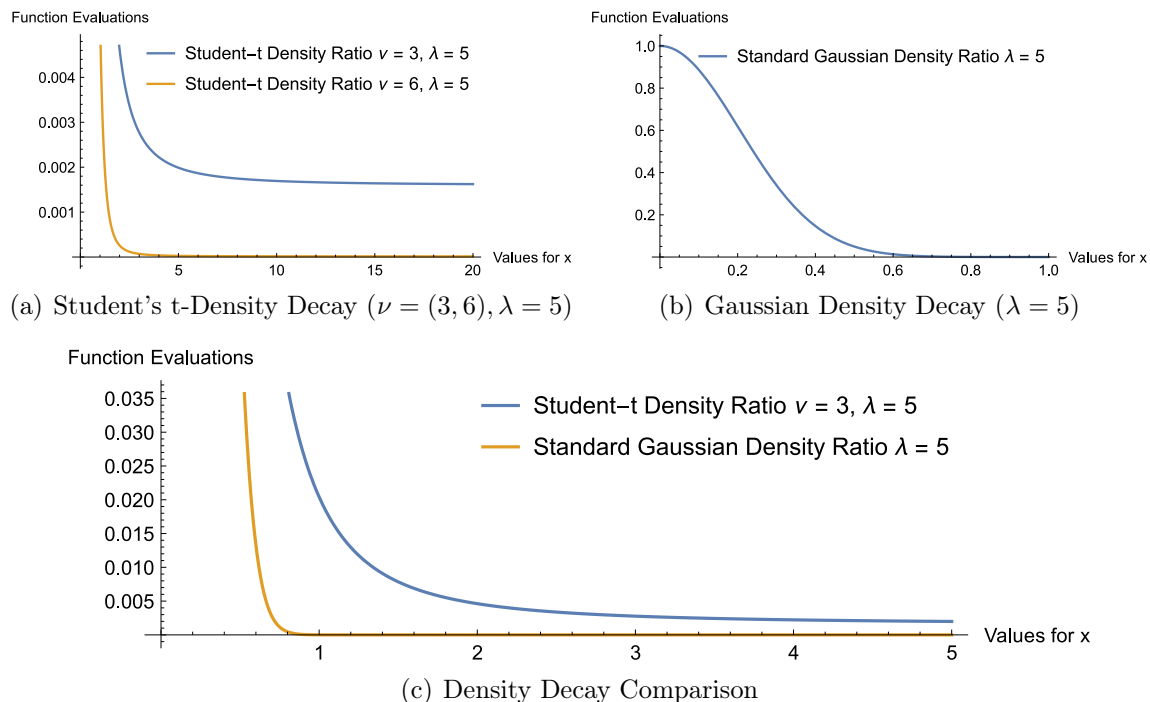 Function Evaluations
Student–t Density Ratio ν = 3, λ = 5
Student–t Density Ratio ν = 6, λ = 5
0.004
0.003
0.002
0.001
5
10
15
20
Values for x
(a) Student's t-Density Decay (ν = (3, 6), λ = 5)
Function Evaluations
Standard Gaussian Density Ratio λ = 5
1.0
0.8
0.6
0.4
0.2
0.2
0.4
0.6
0.8
1.0
Values for x
(b) Gaussian Density Decay (λ = 5)
Function Evaluations
Student–t Density Ratio ν = 3, λ = 5
Standard Gaussian Density Ratio λ = 5
0.035
0.030
0.025
0.020
0.015
0.010
0.005
1
2
3
4
5
Values for x
(c) Density Decay Comparison